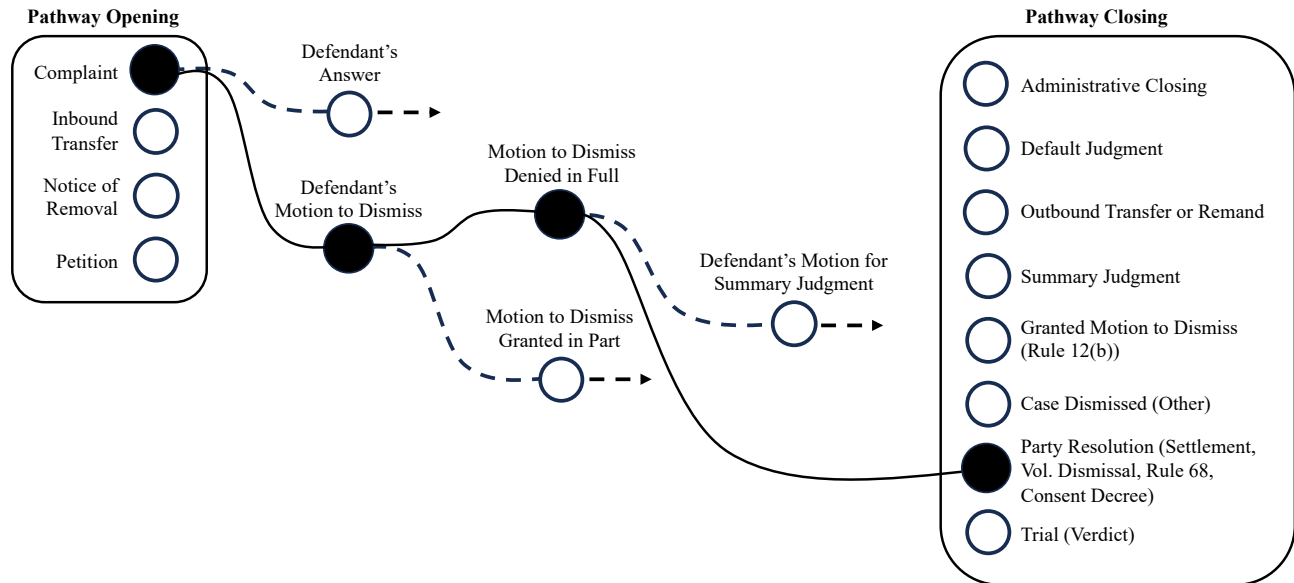 Pathway Opening
Complaint
Inbound
Transfer
Notice of
Removal
Petition
Defendant’s
Answer
Defendant’s
Motion to Dismiss
Motion to Dismiss
Denied in Full
Motion to Dismiss
Granted in Part
Defendant’s Motion for
Summary Judgment
Pathway Closing
Administrative Closing
Default Judgment
Outbound Transfer or Remand
Summary Judgment
Granted Motion to Dismiss
(Rule 12(b))
Case Dismissed (Other)
Party Resolution (Settlement,
Vol. Dismissal, Rule 68,
Consent Decree)
Trial (Verdict)